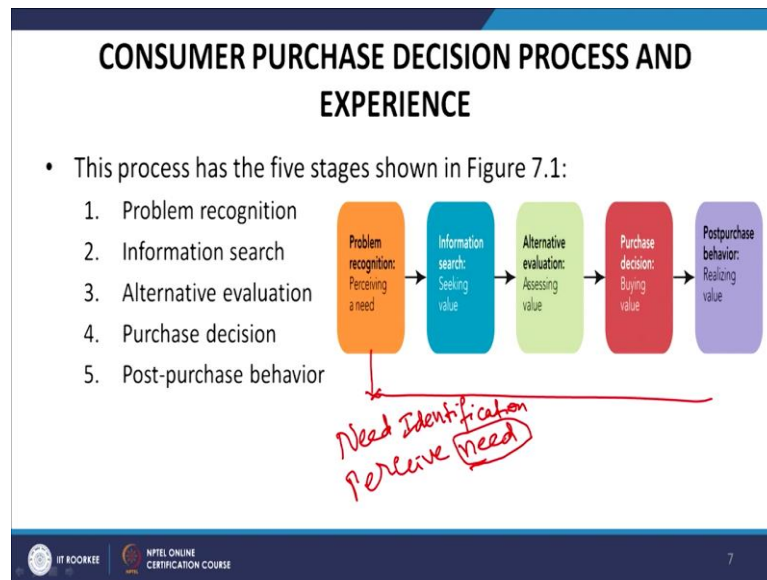 CONSUMER PURCHASE DECISION PROCESS AND
EXPERIENCE
• This process has the five stages shown in Figure 7.1:
1. Problem recognition
2. Information search
3. Alternative evaluation
4. Purchase decision
5. Post-purchase behavior
Problem
recognition:
Perceiving
a need
Information
search:
Seeking
value
Alternative
evaluation:
Assessing
value
Purchase
decision:
Buying
value
Postpurchase
behavior:
Realizing
value
Need Identification
Perceive need
IIT ROORKEE
NPTEL ONLINE
CERTIFICATION COURSE
7